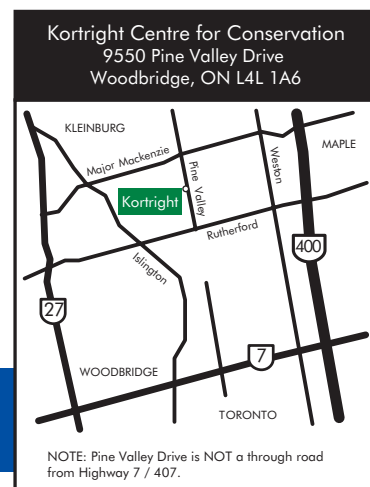 Kortright Centre for Conservation
9550 Pine Valley Drive
Woodbridge, ON L4L 1A6
KLEINBURG
MAPLE
Major Mackenzie
Pine Valley
Weston
Kortright
Rutherford
Islington
400
27
7
WOODBRIDGE
TORONTO
NOTE: Pine Valley Drive is NOT a through road
from Highway 7 / 407.